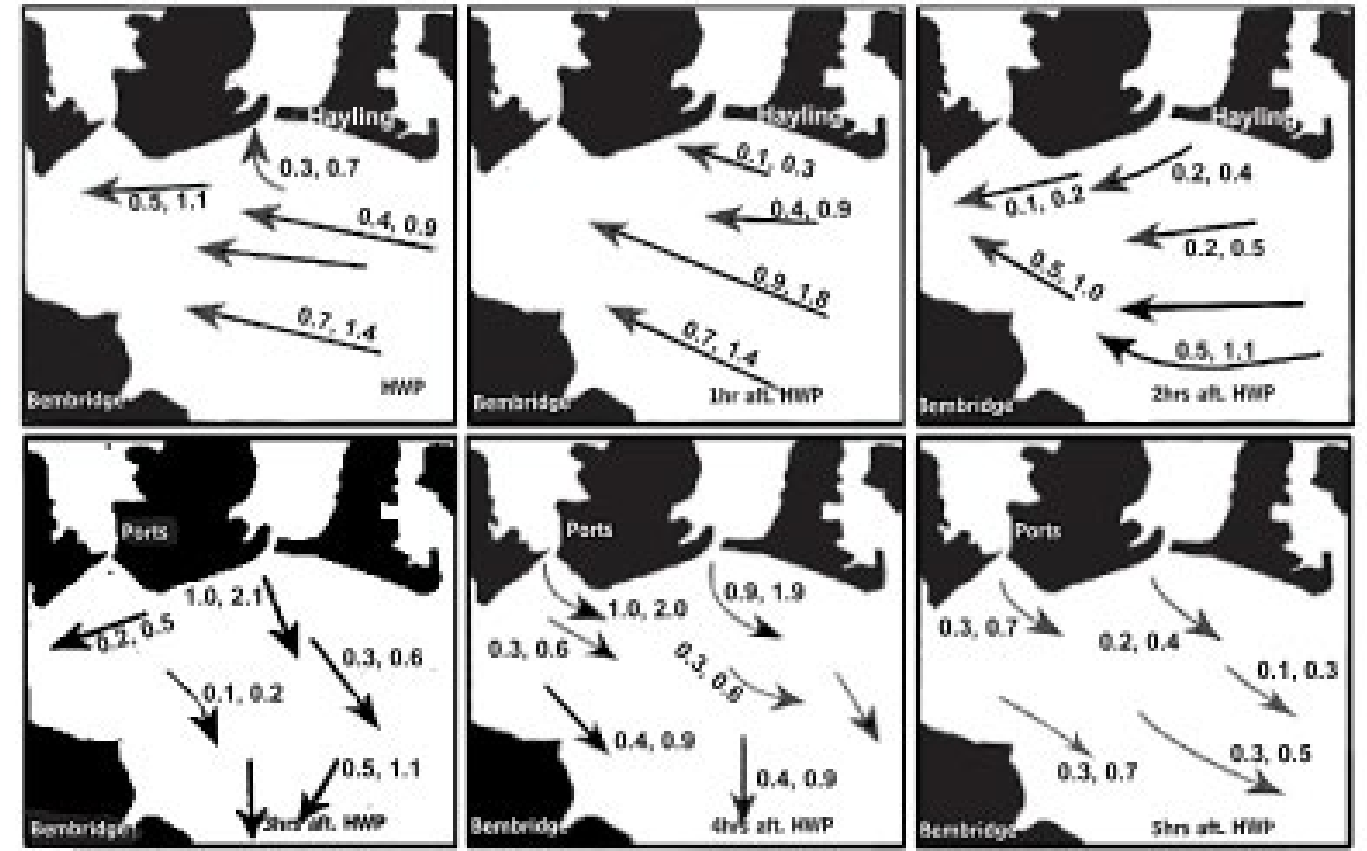 Hayling
0.3, 0.7
0.5, 1.1
0.4, 0.9
0.7, 1.4
HWP
Bembridge
Hayling
0.1, 0.3
0.4, 0.9
0.9, 1.8
0.7, 1.4
1hr aft. HWP
Bembridge
Hayling
0.2, 0.4
0.1, 0.2
0.2, 0.5
0.5, 1.0
0.5, 1.1
2hrs aft. HWP
Bembridge
Ports
1.0, 2.1
0.2, 0.5
0.3, 0.6
0.1, 0.2
0.5, 1.1
3hrs aft. HWP
Bembridge
Ports
0.9, 1.9
1.0, 2.0
0.3, 0.6
0.3, 0.6
0.4, 0.9
0.4, 0.9
4hrs aft. HWP
Bembridge
Ports
0.3, 0.7
0.2, 0.4
0.1, 0.3
0.3, 0.5
0.3, 0.7
5hrs aft. HWP
Bembridge